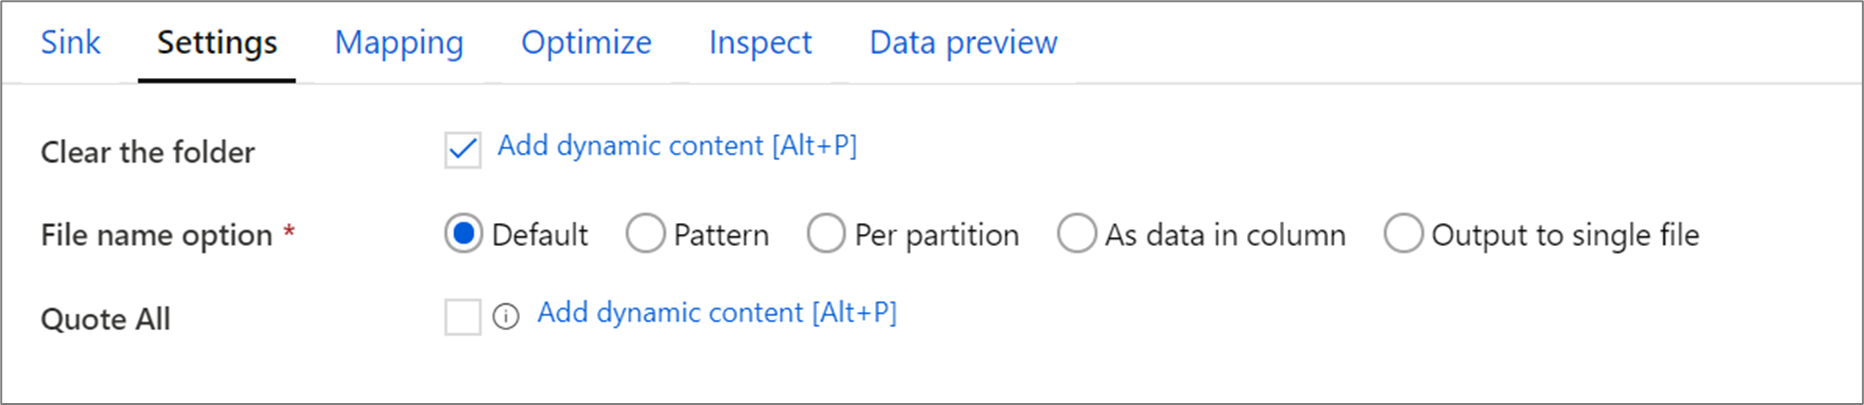 Sink Settings Mapping Optimize Inspect Data preview
Clear the folder Add dynamic content [Alt+P]
File name option * Default Pattern Per partition As data in column Output to single file
Quote All Add dynamic content [Alt+P]